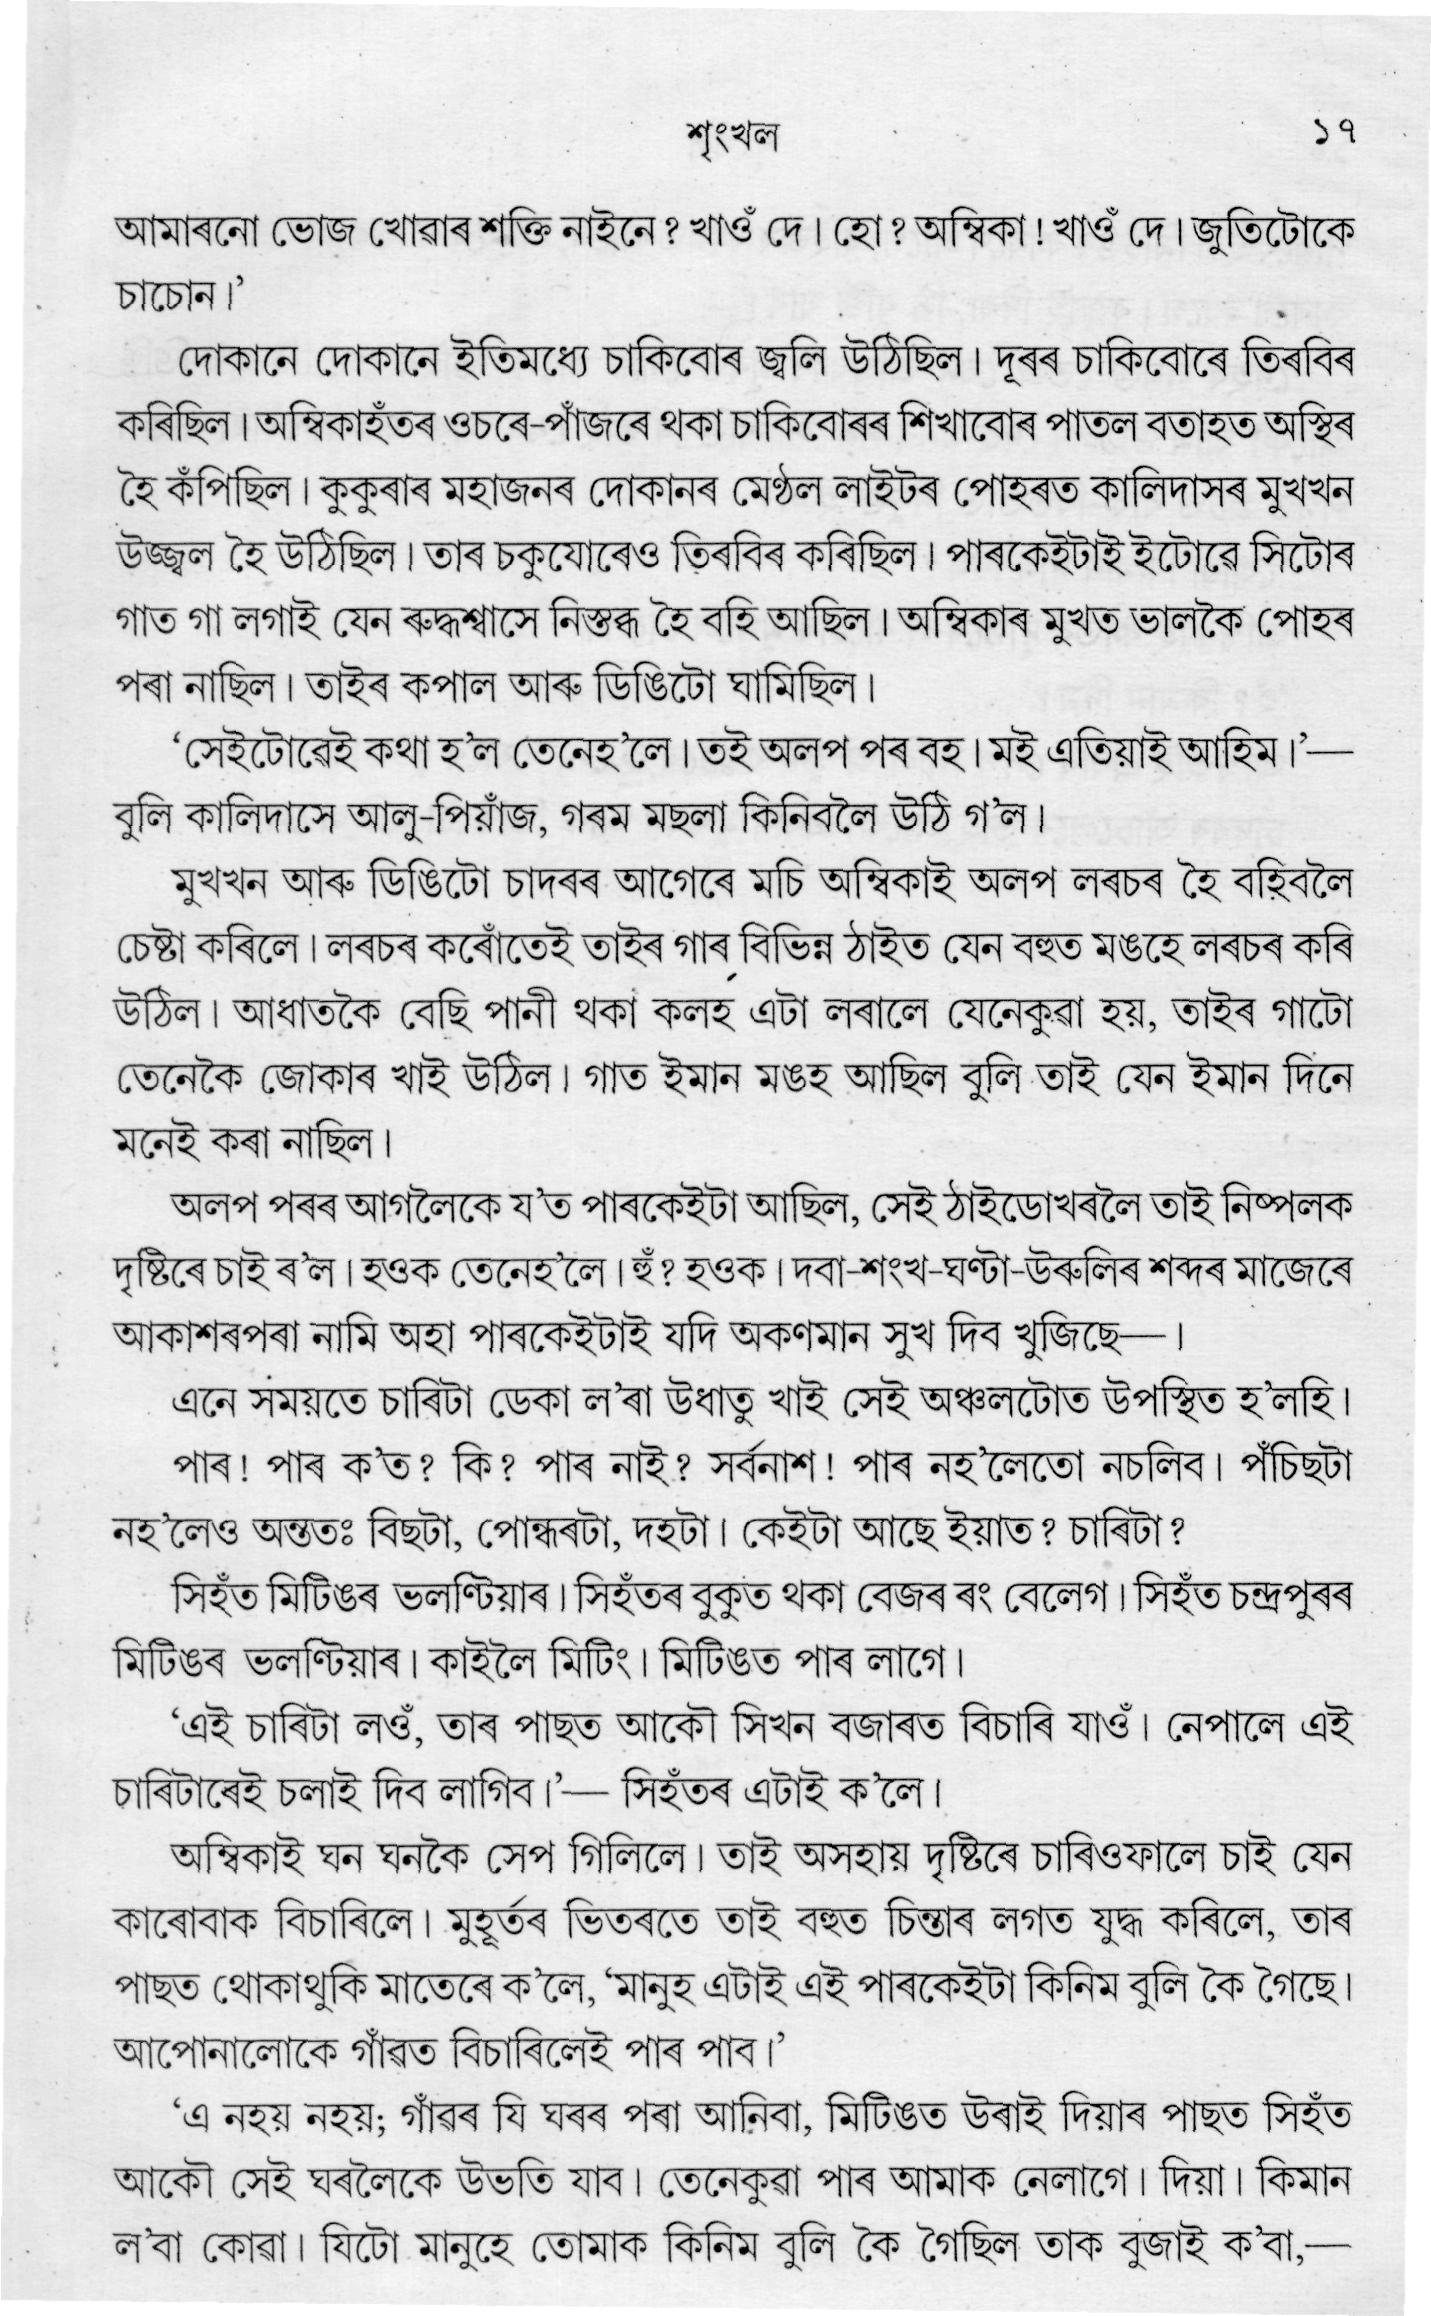 শৃংখল ১৭
আমাৰনো ভোজ খোৱাৰ শক্তি নাইনে? খাওঁ দে। হো? অম্বিকা! খাওঁ দে। জুতিটোকে
চাচোন।’
দোকানে দোকানে ইতিমধ্যে চাকিবোৰ জ্বলি উঠিছিল। দূৰৰ চাকিবোৰে তিৰবিৰ
কৰিছিল। অম্বিকাহঁতৰ ওচৰে-পাঁজৰে থকা চাকিবোৰৰ শিখাবোৰ পাতল বতাহত অস্থিৰ
হৈ কঁপিছিল। কুকুৰাৰ মহাজনৰ দোকানৰ মেণ্ঠল লাইটৰ পোহৰত কালিদাসৰ মুখখন
উজ্জ্বল হৈ উঠিছিল। তাৰ চকুযোৰেও তিৰবিৰ কৰিছিল। পাৰকেইটাই ইটোৱে সিটোৰ
গাত গা লগাই যেন ৰুদ্ধশ্বাসে নিস্তব্ধ হৈ বহি আছিল। অম্বিকাৰ মুখত ভালকৈ পোহৰ
পৰা নাছিল। তাইৰ কপাল আৰু ডিঙিটো ঘামিছিল।
‘সেইটোৱেই কথা হ’ল তেনেহ’লে। তই অলপ পৰ বহ। মই এতিয়াই আহিম।’—
বুলি কালিদাসে আলু-পিয়াঁজ, গৰম মছলা কিনিবলৈ উঠি গ’ল।
মুখখন আৰু ডিঙিটো চাদৰৰ আগেৰে মচি অম্বিকাই অলপ লৰচৰ হৈ বহিবলৈ
চেষ্টা কৰিলে। লৰচৰ কৰোঁতেই তাইৰ গাৰ বিভিন্ন ঠাইত যেন বহুত মঙহে লৰচৰ কৰি
উঠিল। আধাতকৈ বেছি পানী থকা কলহ এটা লৰালে যেনেকুৱা হয়, তাইৰ গাটো
তেনেকৈ জোকাৰ খাই উঠিল। গাত ইমান মঙহ আছিল বুলি তাই যেন ইমান দিনে
মনেই কৰা নাছিল।
অলপ পৰৰ আগলৈকে য’ত পাৰকেইটা আছিল, সেই ঠাইডোখৰলৈ তাই নিষ্পলক
দৃষ্টিৰে চাই ৰ’ল। হওক তেনেহ’লে। হুঁ? হওক। দবা-শংখ-ঘণ্টা-উৰুলিৰ শব্দৰ মাজেৰে
আকাশৰপৰা নামি অহা পাৰকেইটাই যদি অকণমান সুখ দিব খুজিছে—।
এনে সময়তে চাৰিটা ডেকা ল’ৰা উধাতু খাই সেই অঞ্চলটোত উপস্থিত হ’লহি।
পাৰ! পাৰ ক’ত? কি? পাৰ নাই? সৰ্বনাশ! পাৰ নহ’লেতো নচলিব। পঁচিছটা
নহ’লেও অন্ততঃ বিছটা, পোন্ধৰটা, দহটা। কেইটা আছে ইয়াত? চাৰিটা?
সিহঁত মিটিঙৰ ভলণ্টিয়াৰ। সিহঁতৰ বুকুত থকা বেজৰ ৰং বেলেগ। সিহঁত চন্দ্ৰপুৰৰ
মিটিঙৰ ভলণ্টিয়াৰ। কাইলৈ মিটিং। মিটিঙত পাৰ লাগে।
‘এই চাৰিটা লওঁ, তাৰ পাছত আকৌ সিখন বজাৰত বিচাৰি যাওঁ। নেপালে এই
চাৰিটাৰেই চলাই দিব লাগিব।’— সিহঁতৰ এটাই ক’লে।
অম্বিকাই ঘন ঘনকৈ সেপ গিলিলে। তাই অসহায় দৃষ্টিৰে চাৰিওফালে চাই যেন
কাৰোবাক বিচাৰিলে। মুহূৰ্তৰ ভিতৰতে তাই বহুত চিন্তাৰ লগত যুদ্ধ কৰিলে, তাৰ
পাছত থোকাথুকি মাতেৰে ক’লে, ‘মানুহ এটাই এই পাৰকেইটা কিনিম বুলি কৈ গৈছে।
আপোনালোকে গাঁৱত বিচাৰিলেই পাৰ পাব।’
‘এ নহয় নহয়; গাঁৱৰ যি ঘৰৰ পৰা আনিবা, মিটিঙত উৰাই দিয়াৰ পাছত সিহঁত
আকৌ সেই ঘৰলৈকে উভতি যাব। তেনেকুৱা পাৰ আমাক নেলাগে। দিয়া। কিমান
ল’বা কোৱা। যিটো মানুহে তোমাক কিনিম বুলি কৈ গৈছিল তাক বুজাই ক’বা,—